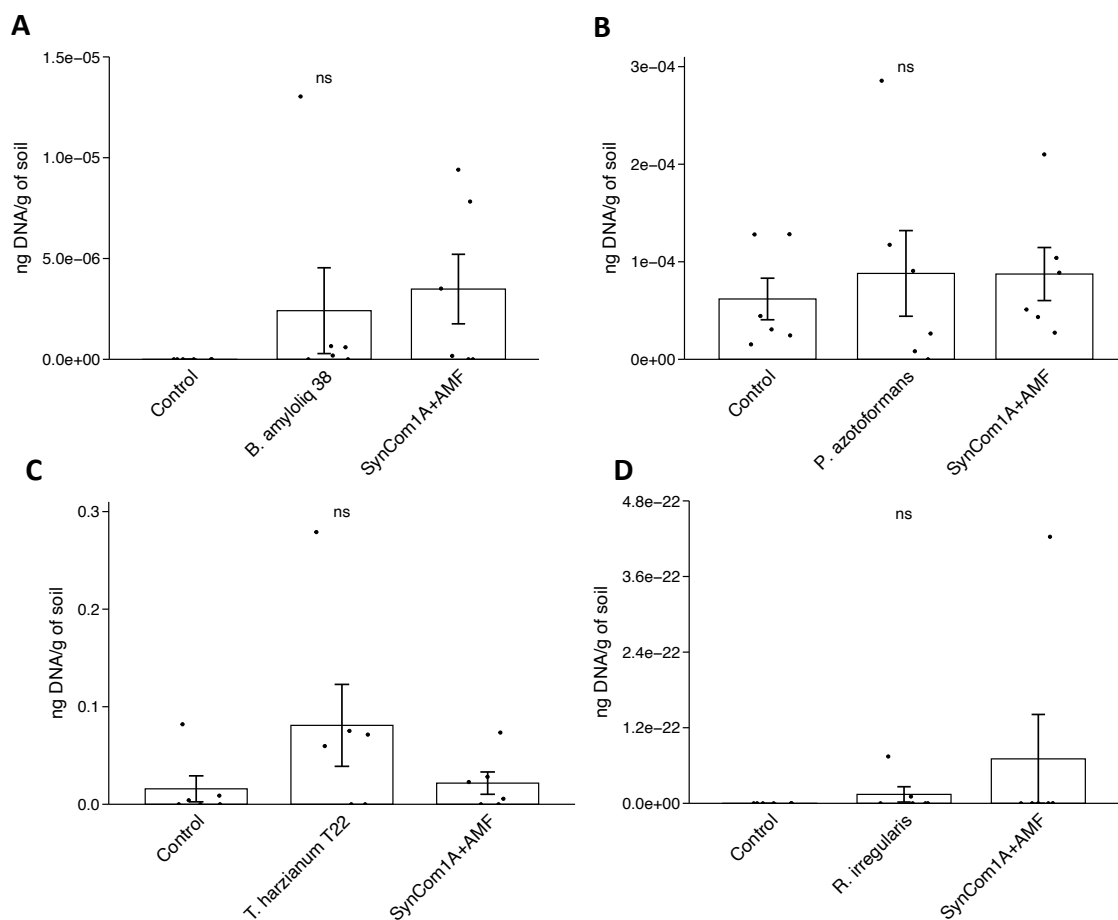 A
ng DNA/g of soil
1.5e−05
1.0e−05
5.0e−06
0.0e+00
ns
Control
B. amyloliq 38
SynCom1A+AMF
B
ng DNA/g of soil
3e−04
2e−04
1e−04
0e+00
ns
Control
P. azotoformans
SynCom1A+AMF
C
ng DNA/g of soil
0.3
0.2
0.1
0.0
ns
Control
T. harzianum T22
SynCom1A+AMF
D
ng DNA/g of soil
4.8e−22
3.6e−22
2.4e−22
1.2e−22
0.0e+00
ns
Control
R. irregularis
SynCom1A+AMF